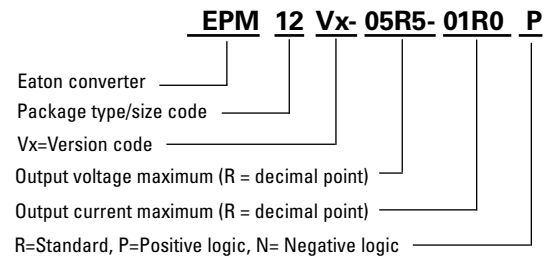 EPM 12 Vx- 05R5- 01R0 P
Eaton converter
Package type/size code
Vx=Version code
Output voltage maximum (R = decimal point)
Output current maximum (R = decimal point)
R=Standard, P=Positive logic, N= Negative logic